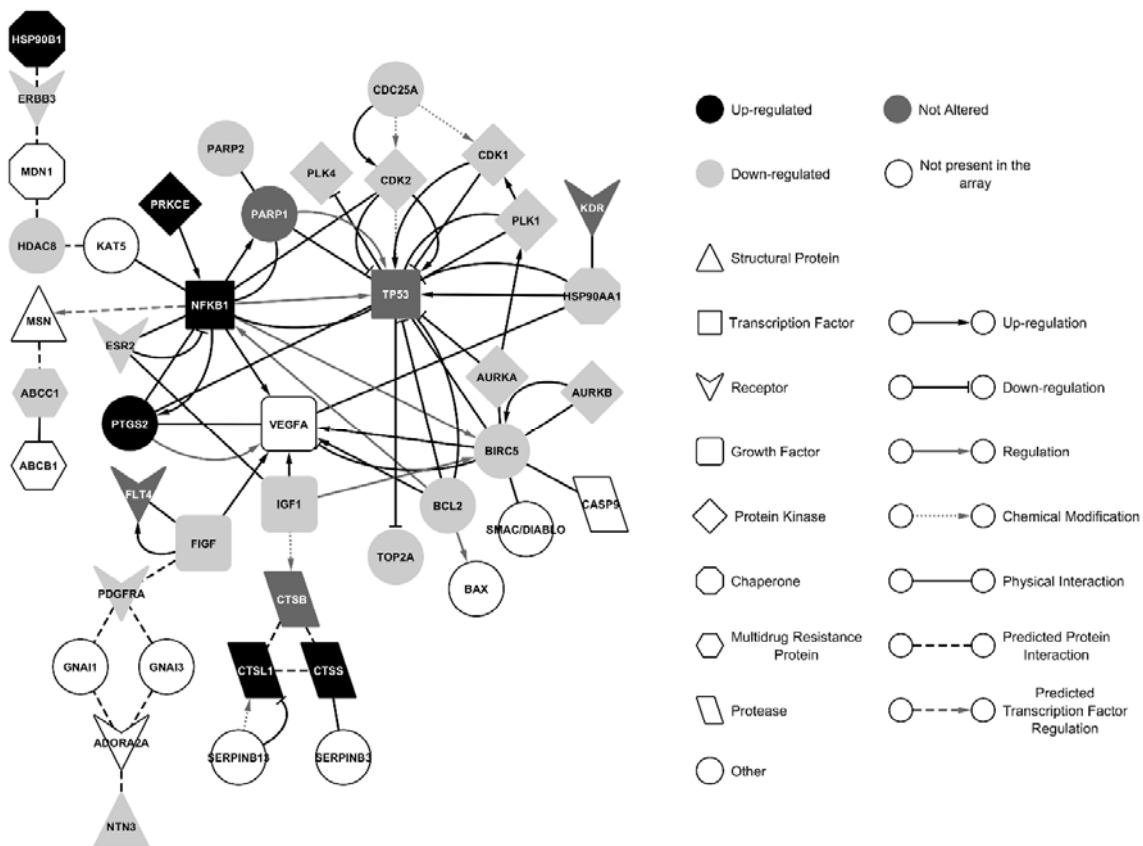 HSP90B1
ERBB3
MDN1
HDAC8
KAT5
PRKCE
PARP2
PARP1
PLK4
CDC25A
CDK2
CDK1
PLK1
KDR
NFKB1
TP53
HSP90AA1
MSN
ESR2
ABCC1
ABCB1
PTGS2
VEGFA
AURKA
AURKB
BIRC5
FLT4
FIGF
IGF1
BCL2
CASP9
SMAC/DIABLO
TOP2A
BAX
PDGFRA
CTSB
GNAI1
GNAI3
CTSL1
CTSS
ADORA2A
SERPINB13
SERPINB3
NTN3
Up-regulated
Not Altered
Down-regulated
Not present in the
array
Structural Protein
Transcription Factor
Up-regulation
Receptor
Down-regulation
Growth Factor
Regulation
Protein Kinase
Chemical Modification
Chaperone
Physical Interaction
Multidrug Resistance
Protein
Predicted Protein
Interaction
Protease
Predicted
Transcription Factor
Regulation
Other